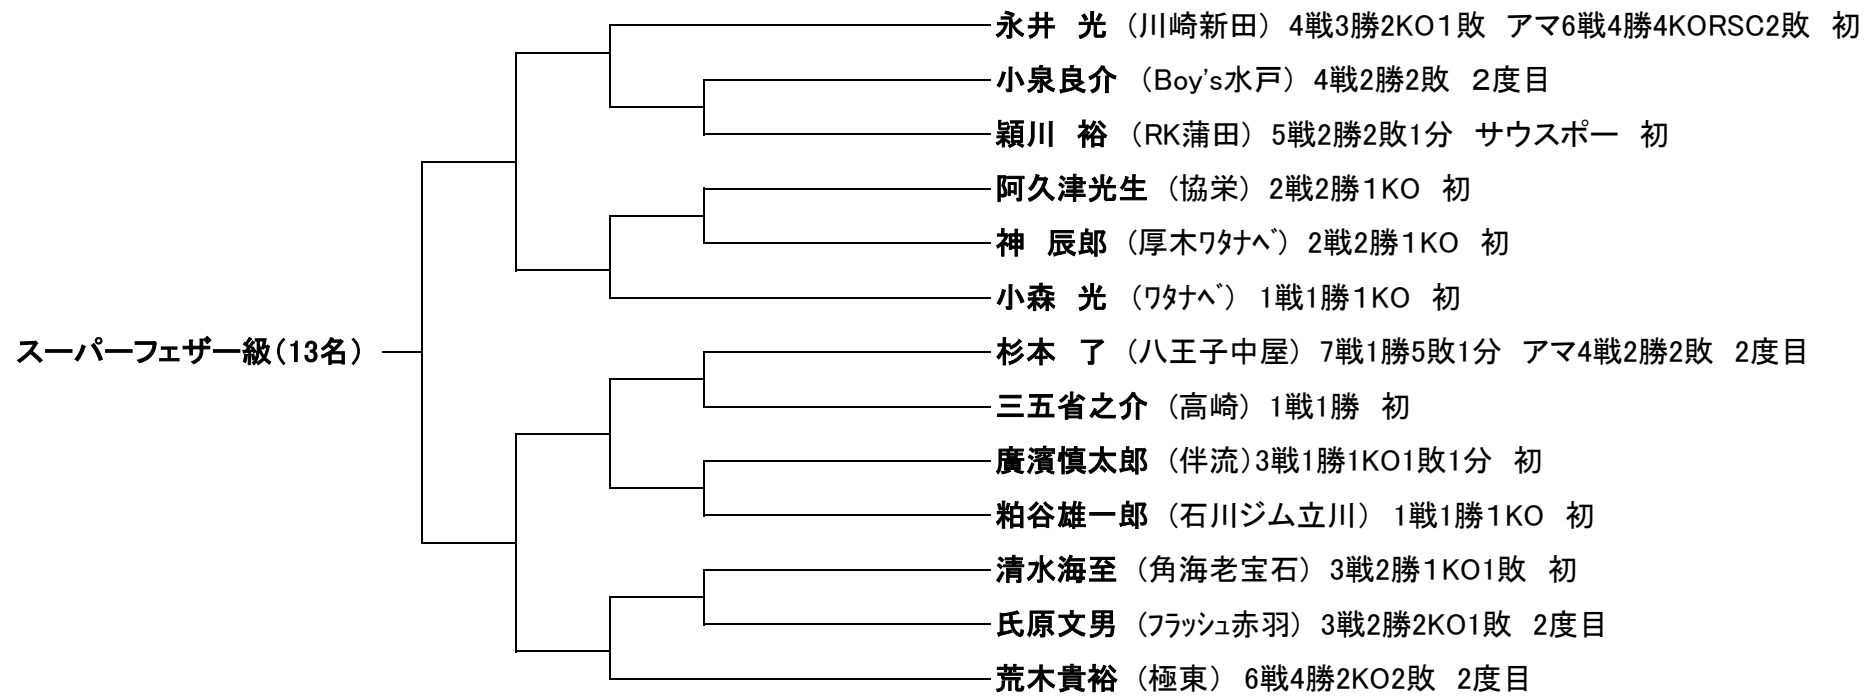 永井　光（川崎新田）4戦3勝2KO１敗　アマ6戦4勝4KORSC2敗　初
小泉良介（Boy's水戸）4戦2勝2敗　２度目
穎川　裕（RK蒲田）5戦2勝2敗1分　サウスポー　初
阿久津光生（協栄）2戦2勝１KO　初
神　辰郎（厚木ﾜﾀﾅﾍﾞ）2戦2勝１KO　初
小森　光（ﾜﾀﾅﾍﾞ）1戦1勝１KO　初
スーパーフェザー級（13名）
杉本　了（八王子中屋）7戦1勝5敗1分　アマ4戦2勝2敗　2度目
三五省之介（高崎）1戦1勝　初
廣濱慎太郎（伴流）3戦1勝1KO1敗1分　初
粕谷雄一郎（石川ジム立川）1戦1勝１KO　初
清水海至（角海老宝石）3戦2勝１KO1敗　初
氏原文男（ﾌﾗｯｼｭ赤羽）3戦2勝2KO1敗　2度目
荒木貴裕（極東）6戦4勝2KO2敗　2度目